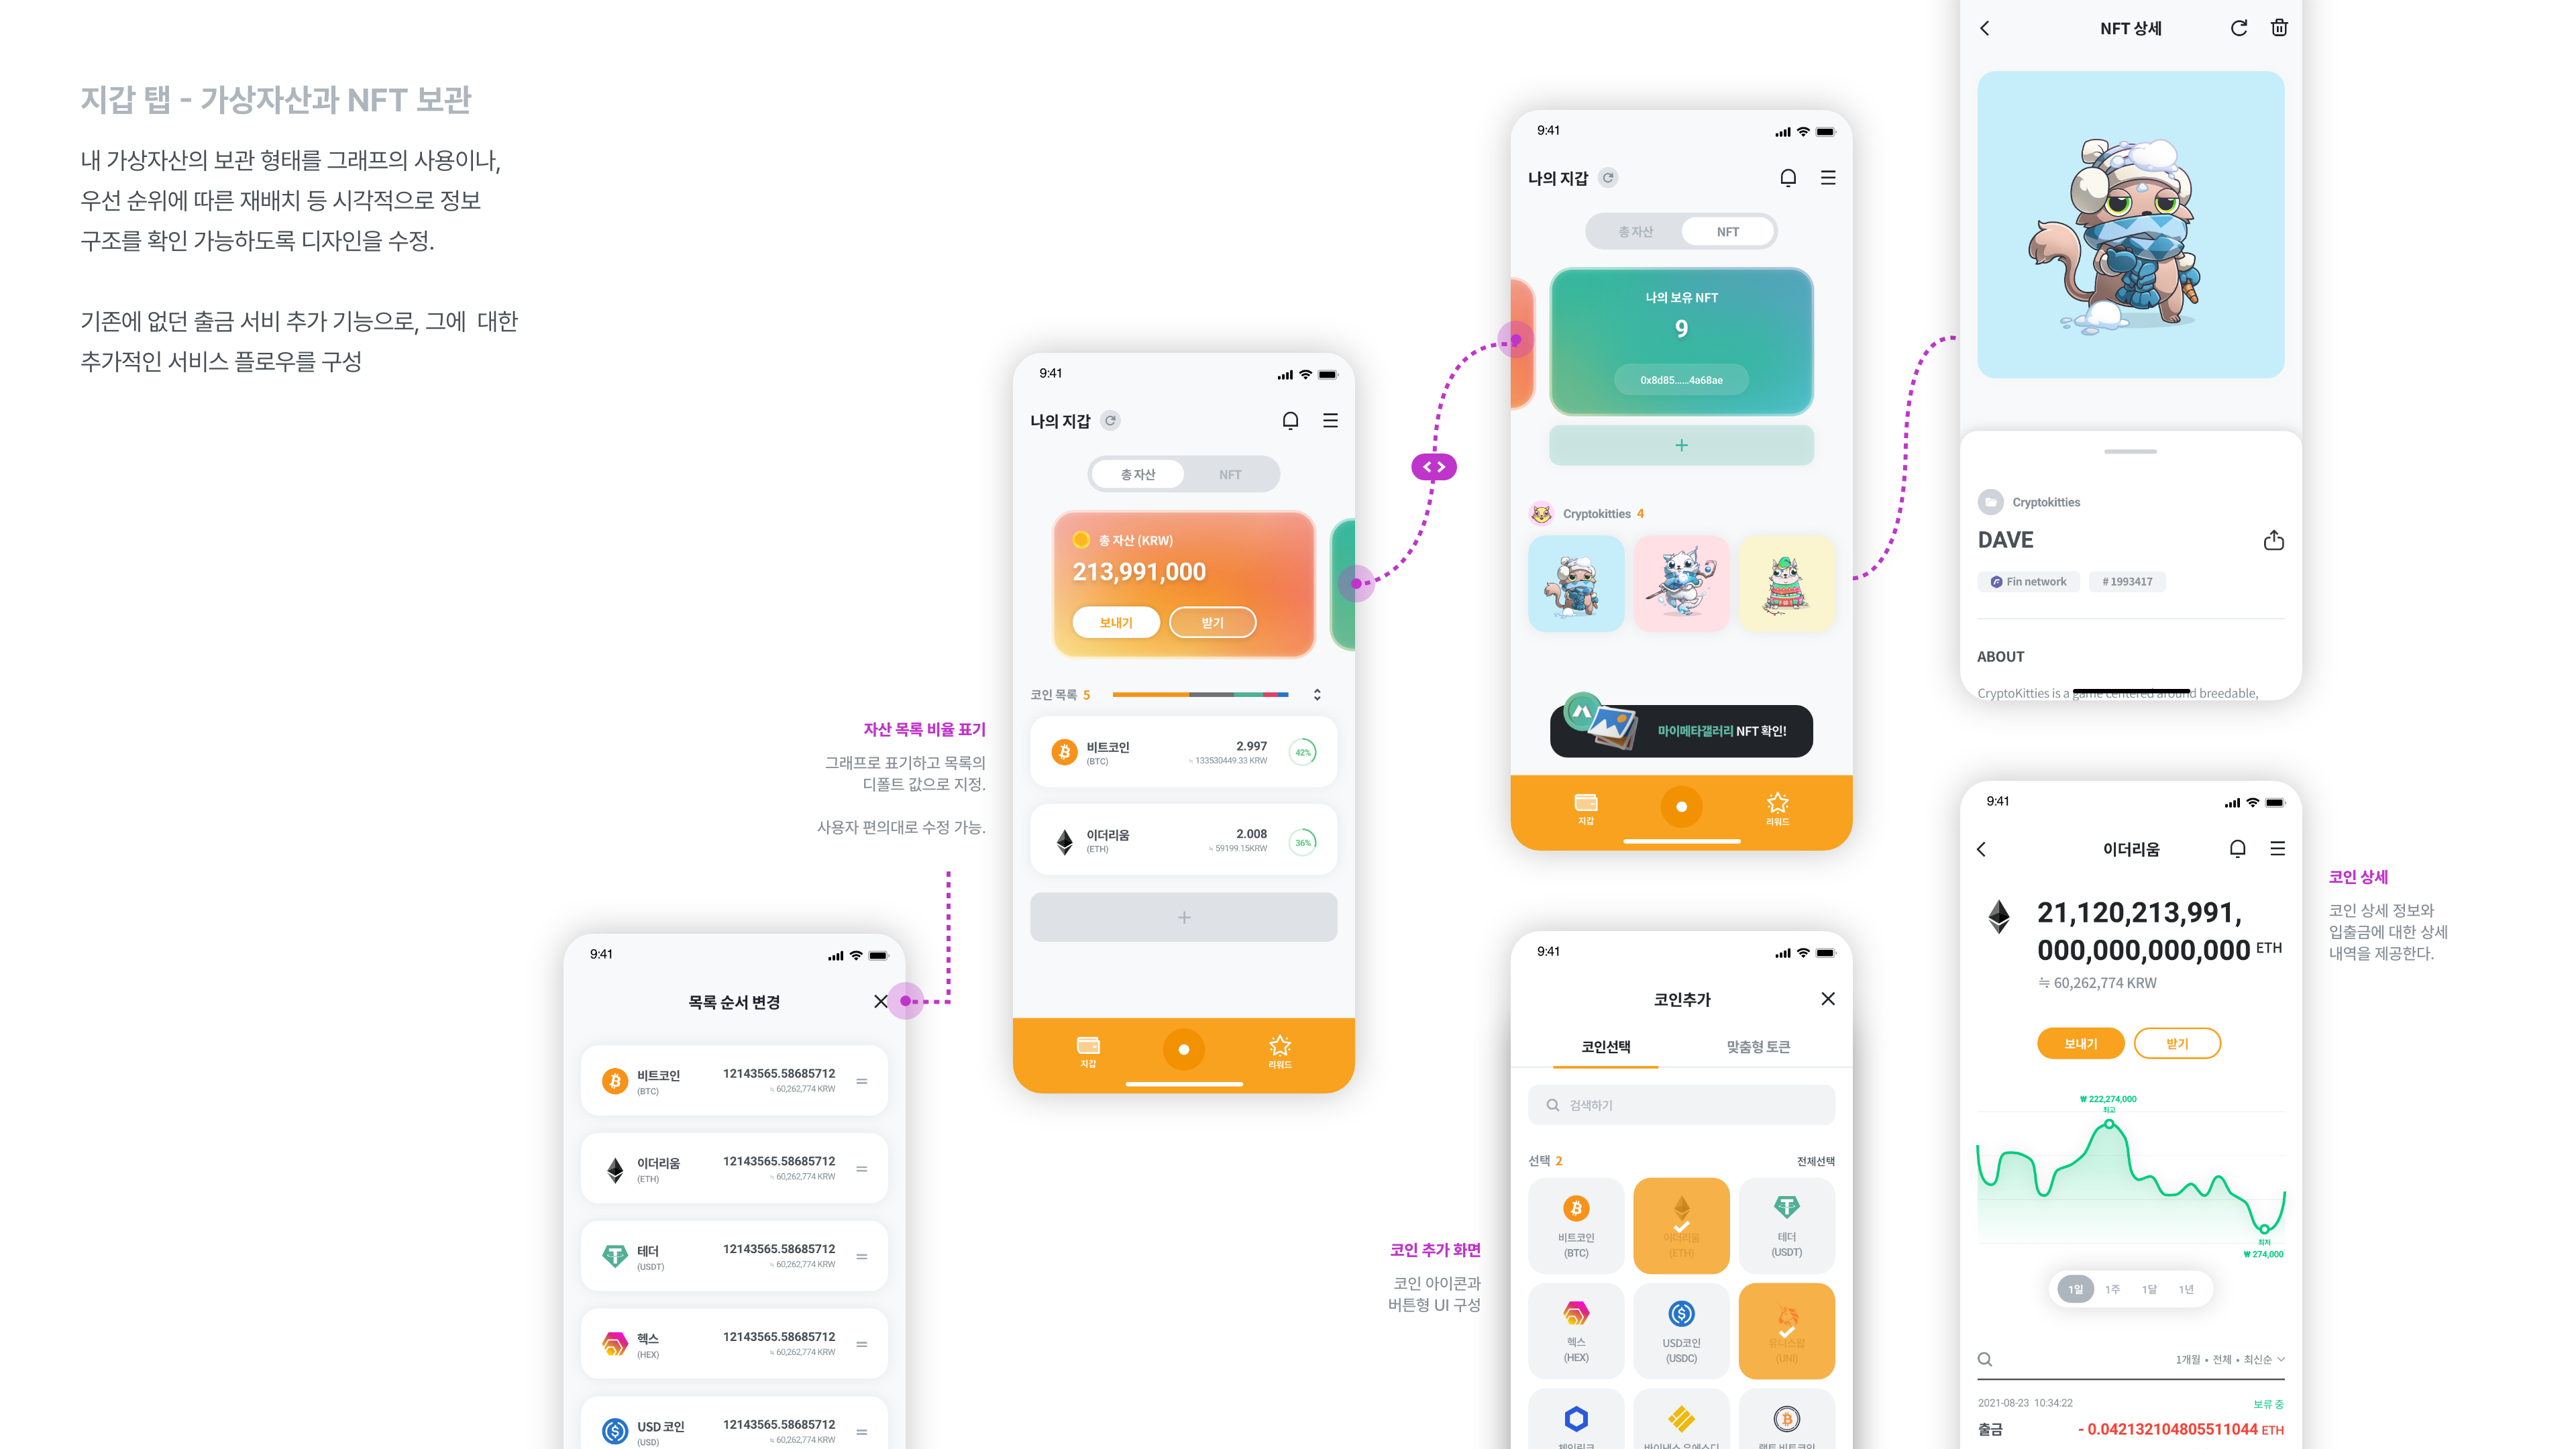 지갑 탭 - 가상자산과 NFT 보관
내 가상자산의 보관 형태를 그래프의 사용이나,
우선 순위에 따른 재배치 등 시각적으로 정보
구조를 확인 가능하도록 디자인을 수정.
기존에 없던 출금 서비 추가 기능으로, 그에 대한
추가적인 서비스 플로우를 구성
자산 목록 비율 표기
그래프로 표기하고 목록의
디폴트 값으로 지정.
사용자 편의대로 수정 가능.
9:41
목록 순서 변경
비트코인
(BTC)
12143565.58685712
≒ 60,262,774 KRW
이더리움
(ETH)
12143565.58685712
≒ 60,262,774 KRW
테더
(USDT)
12143565.58685712
≒ 60,262,774 KRW
헥스
(HEX)
12143565.58685712
≒ 60,262,774 KRW
USD 코인
(USD)
12143565.58685712
≒ 60,262,774 KRW
9:41
나의 지갑
총 자산
NFT
총 자산 (KRW)
213,991,000
보내기
받기
코인 목록 5
비트코인
(BTC)
2.997
≒ 133530449.33 KRW
42%
이더리움
(ETH)
2.008
≒ 59199.15KRW
36%
+
지갑
리워드
9:41
나의 지갑
총 자산
NFT
나의 보유 NFT
9
0x8d85......4a68ae
+
Cryptokitties 4
마이메타갤러리 NFT 확인!
지갑
리워드
코인 추가 화면
코인 아이콘과
버튼형 UI 구성
9:41
코인추가
코인선택
맞춤형 토큰
검색하기
선택 2
전체선택
비트코인
(BTC)
이더리움
(ETH)
테더
(USDT)
헥스
(HEX)
USD코인
(USDC)
유니스왑
(UNI)
NFT 상세
Cryptokitties
DAVE
Fin network
# 1993417
ABOUT
CryptoKitties is a game centered around breedable,
9:41
이더리움
21,120,213,991,
000,000,000,000 ETH
≒ 60,262,774 KRW
보내기
받기
₩ 222,274,000
최고
최저
₩ 274,000
1일
1주
1달
1년
1개월 • 전체 • 최신순
2021-08-23 10:34:22
보류 중
출금
- 0.042132104805511044 ETH
코인 상세
코인 상세 정보와
입출금에 대한 상세
내역을 제공한다.